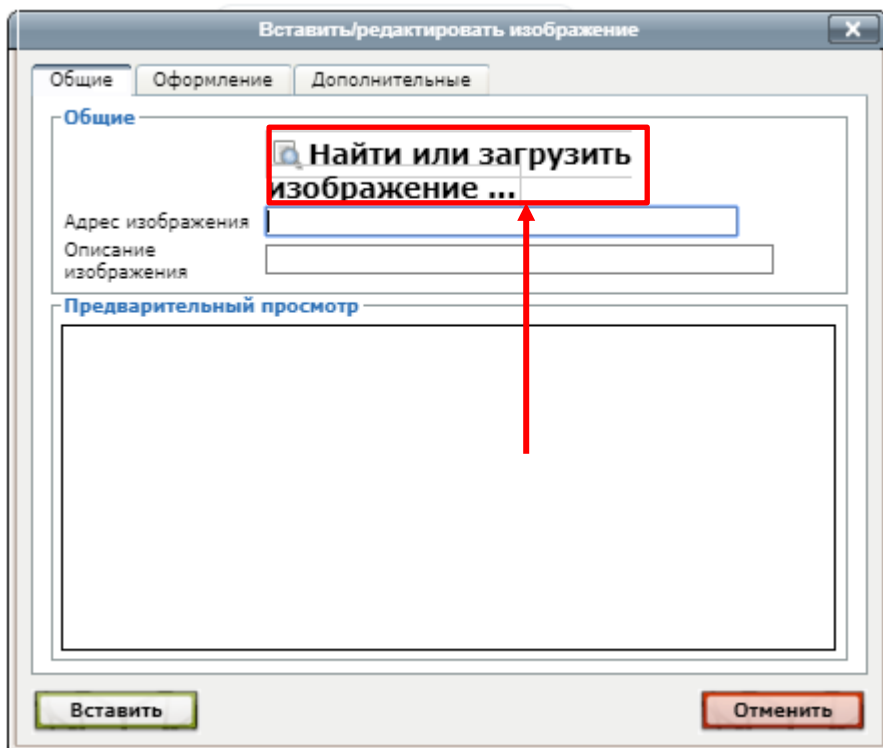 Вставить/редактировать изображение
Общие
Оформление
Дополнительные
Общие
Найти или загрузить
изображение ...
Адрес изображения
Описание
изображения
Предварительный просмотр
Вставить
Отменить